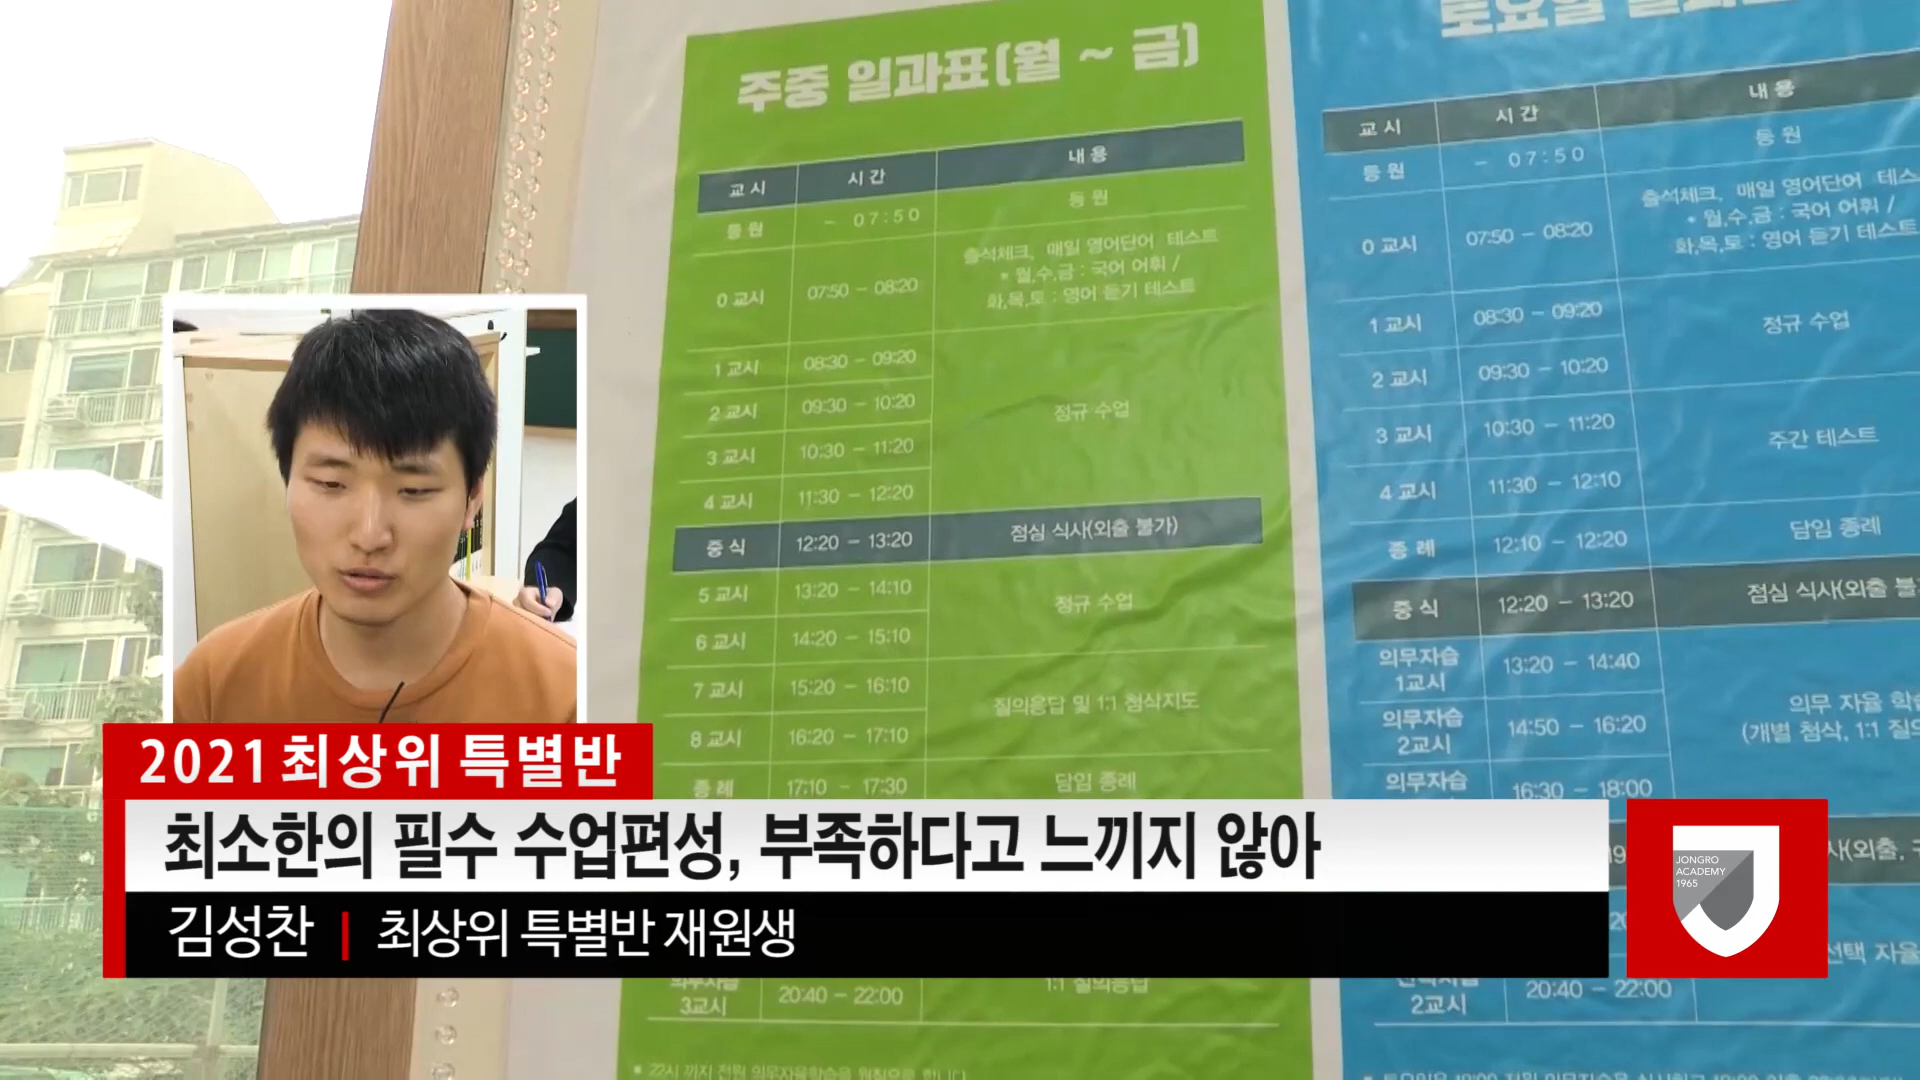 주중 일과표(월 ~ 금)
교시 시간 내용
등원 - 07:50 등원
0교시 07:50 - 08:20 출석체크, 매일 영어단어 테스트
* 월,수,금 : 국어 어휘 /
화,목,토 : 영어 듣기 테스트
1교시 08:30 - 09:20
2교시 09:30 - 10:20 정규 수업
3교시 10:30 - 11:20
4교시 11:30 - 12:20
중식 12:20 - 13:20 점심 식사(외출 불가)
5교시 13:20 - 14:10 정규 수업
6교시 14:20 - 15:10
7교시 15:20 - 16:10 질의응답 및 1:1 첨삭지도
8교시 16:20 - 17:10
종례 17:10 - 17:30 담임 종례
3교시 20:40 - 22:00 1:1 질의응답
토요일
교시 시간 내용
등원 - 07:50 등원
0교시 07:50 - 08:20 출석체크, 매일 영어단어 테스
* 월,수,금 : 국어 어휘 /
화,목,토 : 영어 듣기 테스트
1교시 08:30 - 09:20 정규 수업
2교시 09:30 - 10:20
3교시 10:30 - 11:20 주간 테스트
4교시 11:30 - 12:10
종례 12:10 - 12:20 담임 종례
중식 12:20 - 13:20 점심 식사(외출
의무자습 1교시 13:20 - 14:40
의무자습 2교시 14:50 - 16:20 의무 자율
(개별 첨삭, 1:1
의무자습 16:30 - 18:00
선택 자율
2교시 20:40 - 22:00
2021 최상위 특별반
최소한의 필수 수업편성, 부족하다고 느끼지 않아
김성찬 | 최상위 특별반 재원생
JONGRO
ACADEMY
1965